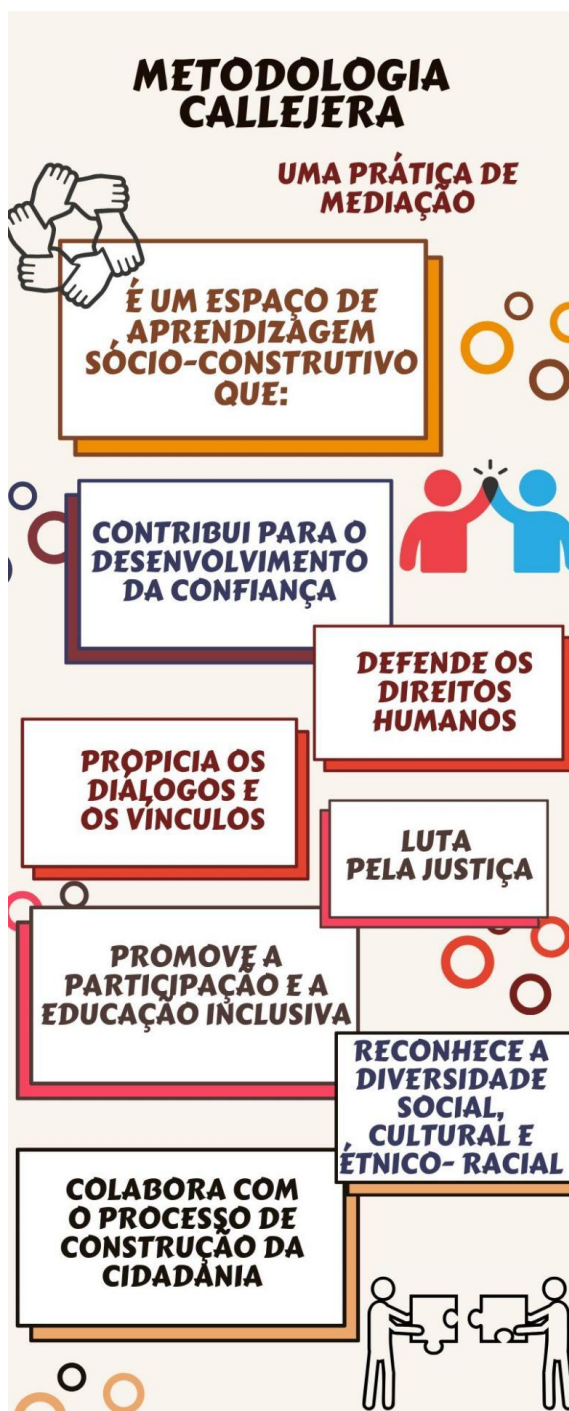 METODOLOGIA
CALLEJERA
UMA PRÁTICA DE
MEDIAÇÃO
É UM ESPAÇO DE
APRENDIZAGEM
SÓCIO-CONSTRUTIVO
QUE:
CONTRIBUI PARA O
DESENVOLVIMENTO
DA CONFIANÇA
DEFENDE OS
DIREITOS
HUMANOS
PROPICIA OS
DIÁLOGOS E
OS VÍNCULOS
LUTA
PELA JUSTIÇA
PROMOVE A
PARTICIPAÇÃO E A
EDUCAÇÃO INCLUSIVA
RECONHECE A
DIVERSIDADE
SOCIAL,
CULTURAL E
ÉTNICO- RACIAL
COLABORA COM
O PROCESSO DE
CONSTRUÇÃO DA
CIDADANIA